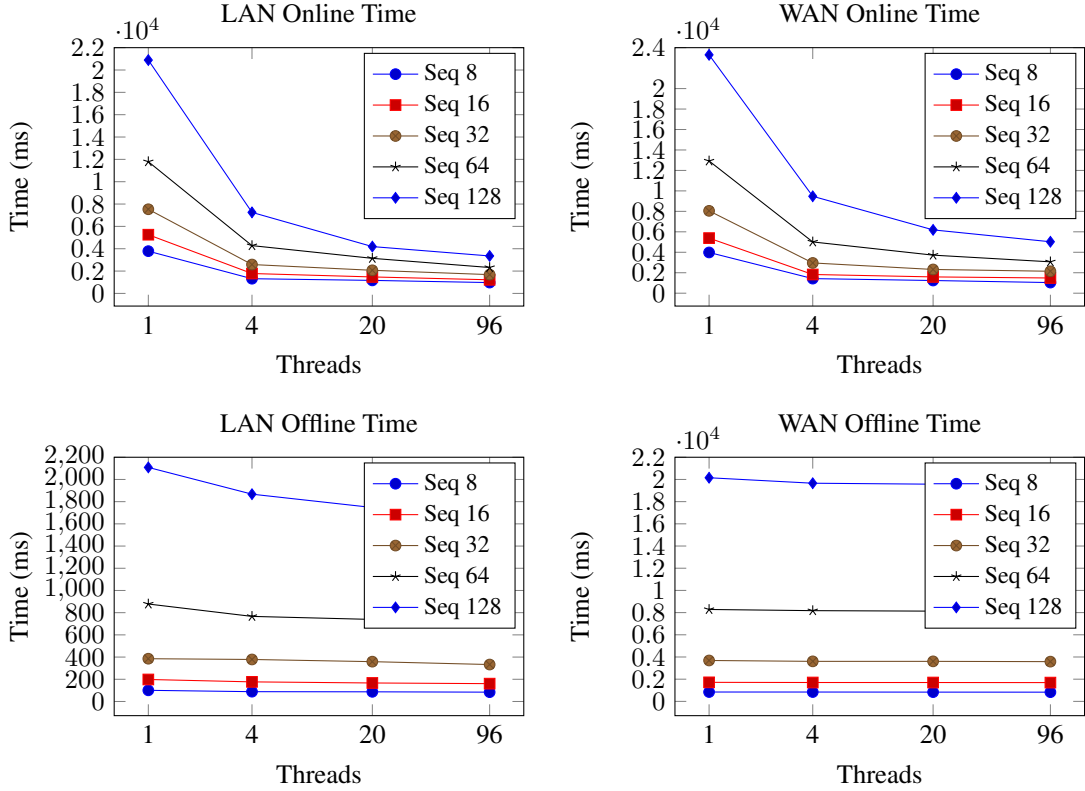 LAN Online Time
·10⁴
2.2
2
1.8
1.6
1.4
1.2
1
0.8
0.6
0.4
0.2
0
Time (ms)
1 4 20 96
Threads
Seq 8
Seq 16
Seq 32
Seq 64
Seq 128
WAN Online Time
·10⁴
2.4
2.2
2
1.8
1.6
1.4
1.2
1
0.8
0.6
0.4
0.2
0
Time (ms)
1 4 20 96
Threads
Seq 8
Seq 16
Seq 32
Seq 64
Seq 128
LAN Offline Time
2,200
2,000
1,800
1,600
1,400
1,200
1,000
800
600
400
200
0
Time (ms)
1 4 20 96
Threads
Seq 8
Seq 16
Seq 32
Seq 64
Seq 128
WAN Offline Time
·10⁴
2.2
2
1.8
1.6
1.4
1.2
1
0.8
0.6
0.4
0.2
0
Time (ms)
1 4 20 96
Threads
Seq 8
Seq 16
Seq 32
Seq 64
Seq 128